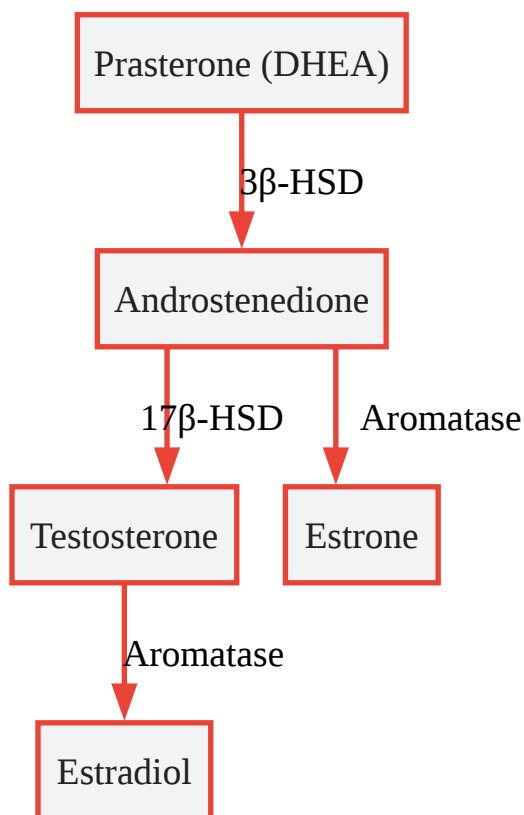 Prasterone (DHEA)
3β-HSD
Androstenedione
17β-HSD
Aromatase
Testosterone
Estrone
Aromatase
Estradiol